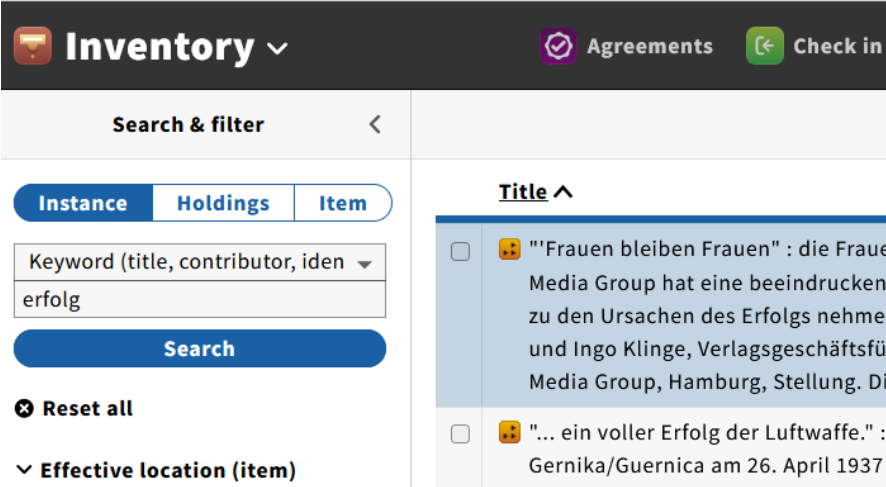 Inventory
Agreements
Check in
Search & filter
Instance
Holdings
Item
Keyword (title, contributor, iden
erfolg
Search
Reset all
Effective location (item)
Title
"'Frauen bleiben Frauen" : die Fraue
Media Group hat eine beeindrucken
zu den Ursachen des Erfolgs nehme
und Ingo Klinge, Verlagsgeschäftsfü
Media Group, Hamburg, Stellung. Di
"... ein voller Erfolg der Luftwaffe." :
Gernika/Guernica am 26. April 1937